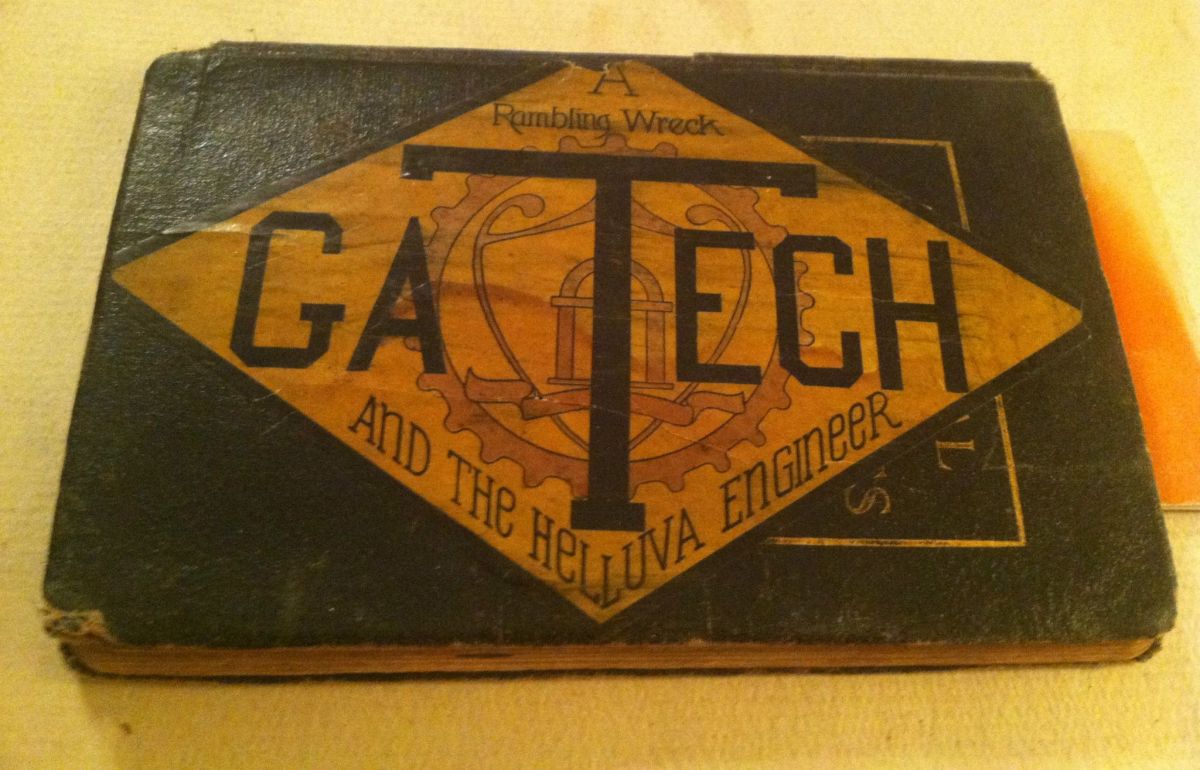 A
Rambling Wreck
GA TECH
AND THE HELLUVA ENGINEER